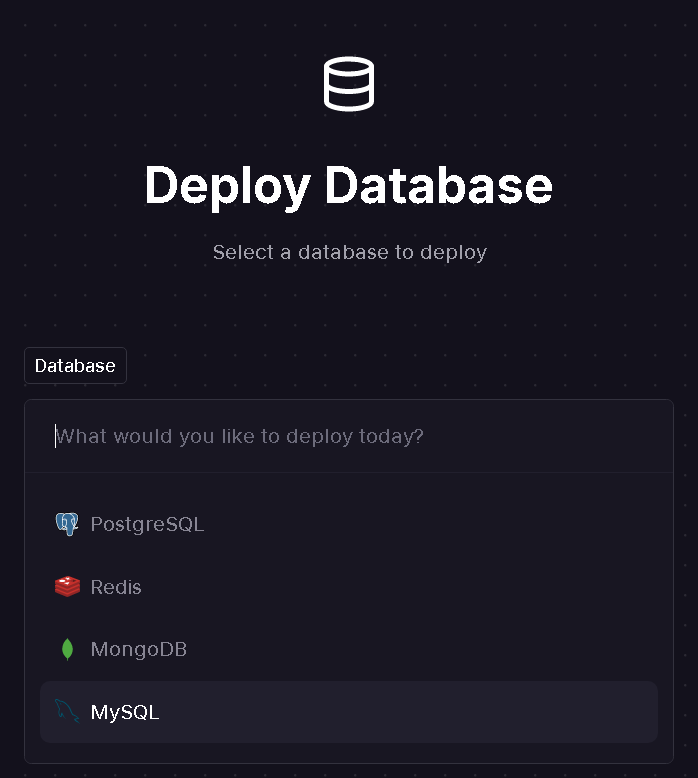 Deploy Database
Select a database to deploy
Database
What would you like to deploy today?
PostgreSQL
Redis
MongoDB
MySQL